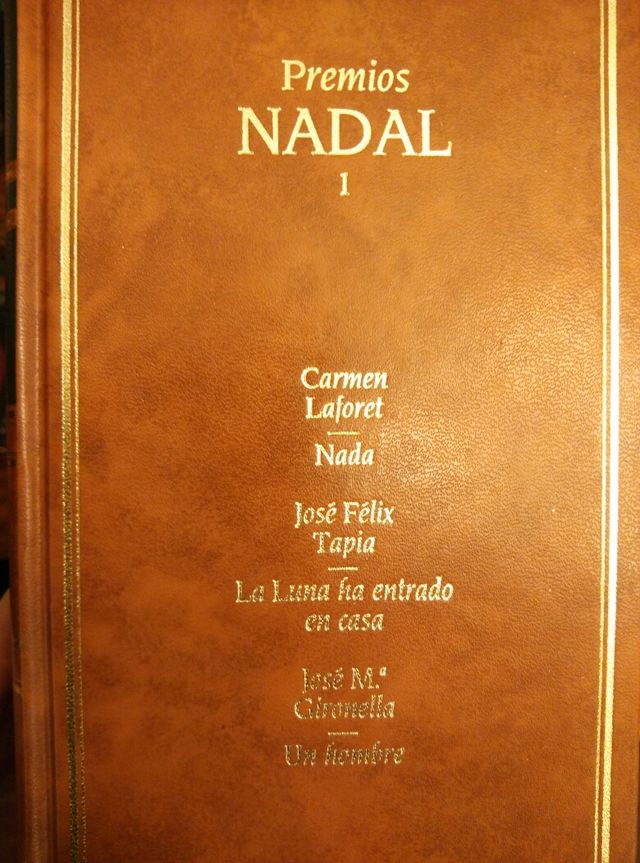 Premios
NADAL
1
Carmen
Laforet
Nada
José Félix
Tapia
La Luna ha entrado
en casa
José M.ª
Gironella
Un hombre